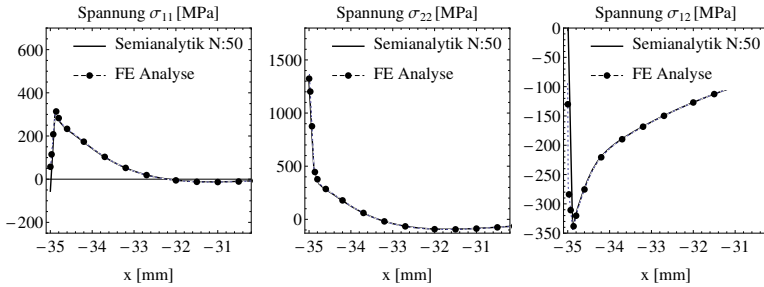 Spannung σ11 [MPa]
600
400
200
0
−200
−35 −34 −33 −32 −31
x [mm]
Semianalytik N:50
FE Analyse
Spannung σ22 [MPa]
1500
1000
500
0
−35 −34 −33 −32 −31
x [mm]
Semianalytik N:50
FE Analyse
Spannung σ12 [MPa]
0
−50
−100
−150
−200
−250
−300
−350
−35 −34 −33 −32 −31
x [mm]
Semianalytik N:50
FE Analyse